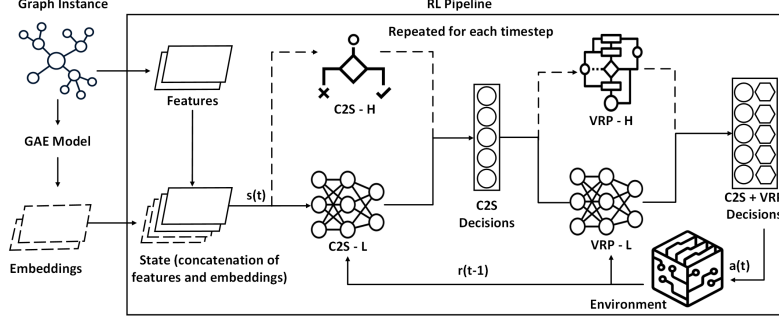 Graph Instance
RL Pipeline
Repeated for each timestep
Features
C2S - H
VRP - H
GAE Model
s(t)
C2S
Decisions
C2S + VRP
Decisions
Embeddings
State (concatenation of
features and embeddings)
C2S - L
VRP - L
r(t-1)
a(t)
Environment